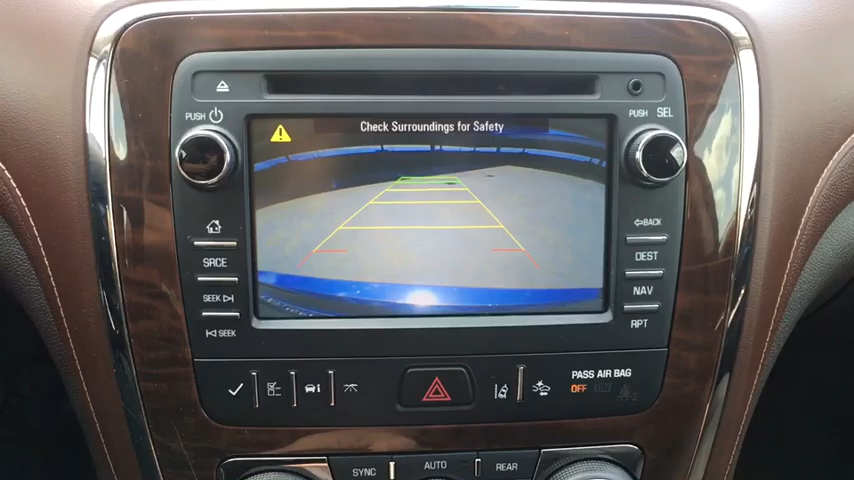 PUSH
PUSH SEL
Check Surroundings for Safety
BACK
SRCE
DEST
SEEK
NAV
SEEK
RPT
PASS AIR BAG
OFF
2
SYNC
AUTO
REAR